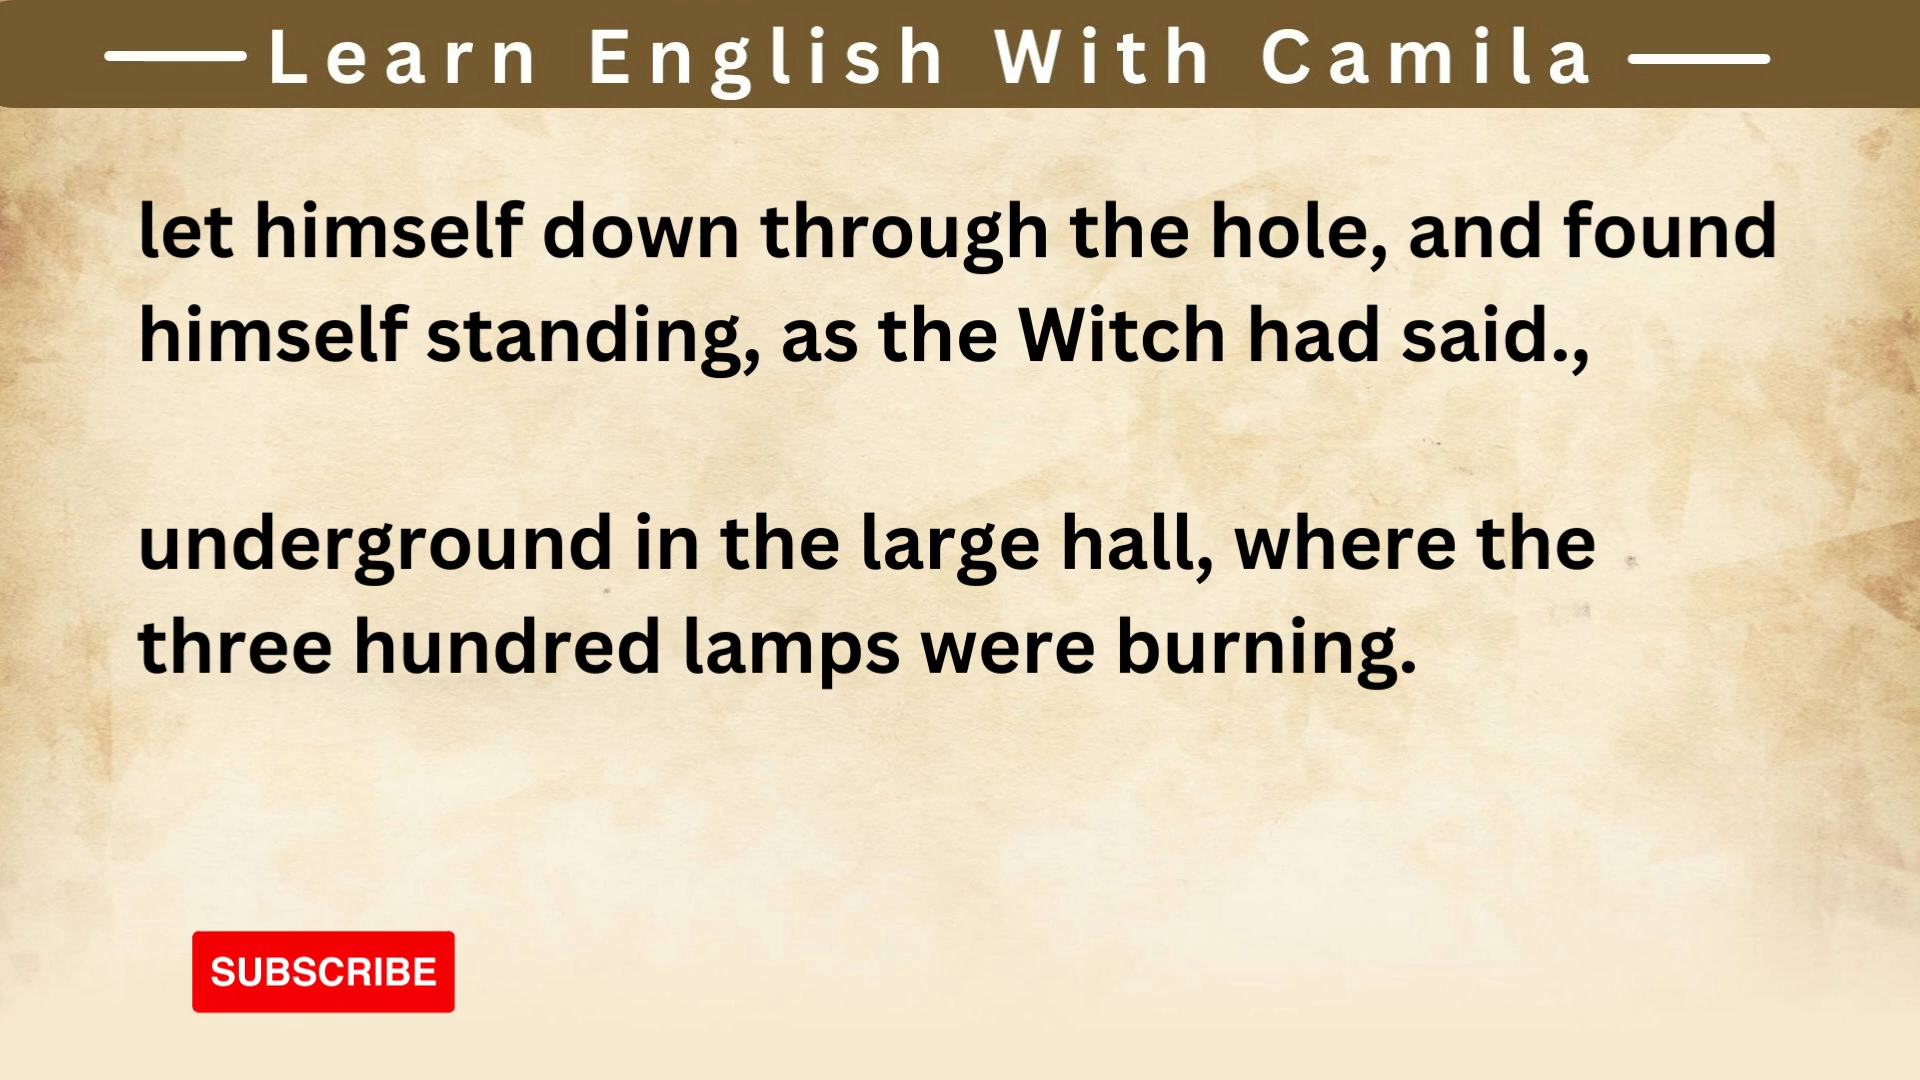 Learn English With Camila
let himself down through the hole, and found
himself standing, as the Witch had said.,
underground in the large hall, where the
three hundred lamps were burning.
SUBSCRIBE